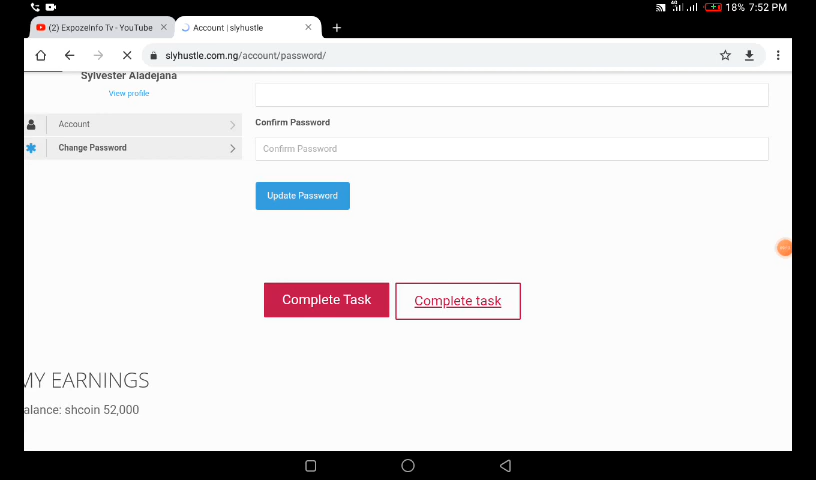 4G 18% 7:52 PM
(2) ExpozeInfo Tv - YouTube
Account | slyhustle
slyhustle.com.ng/account/password/
Sylvester Aladejana
View profile
Account
Change Password
Confirm Password
Confirm Password
Update Password
Complete Task
Complete task
MY EARNINGS
alance: shcoin 52,000